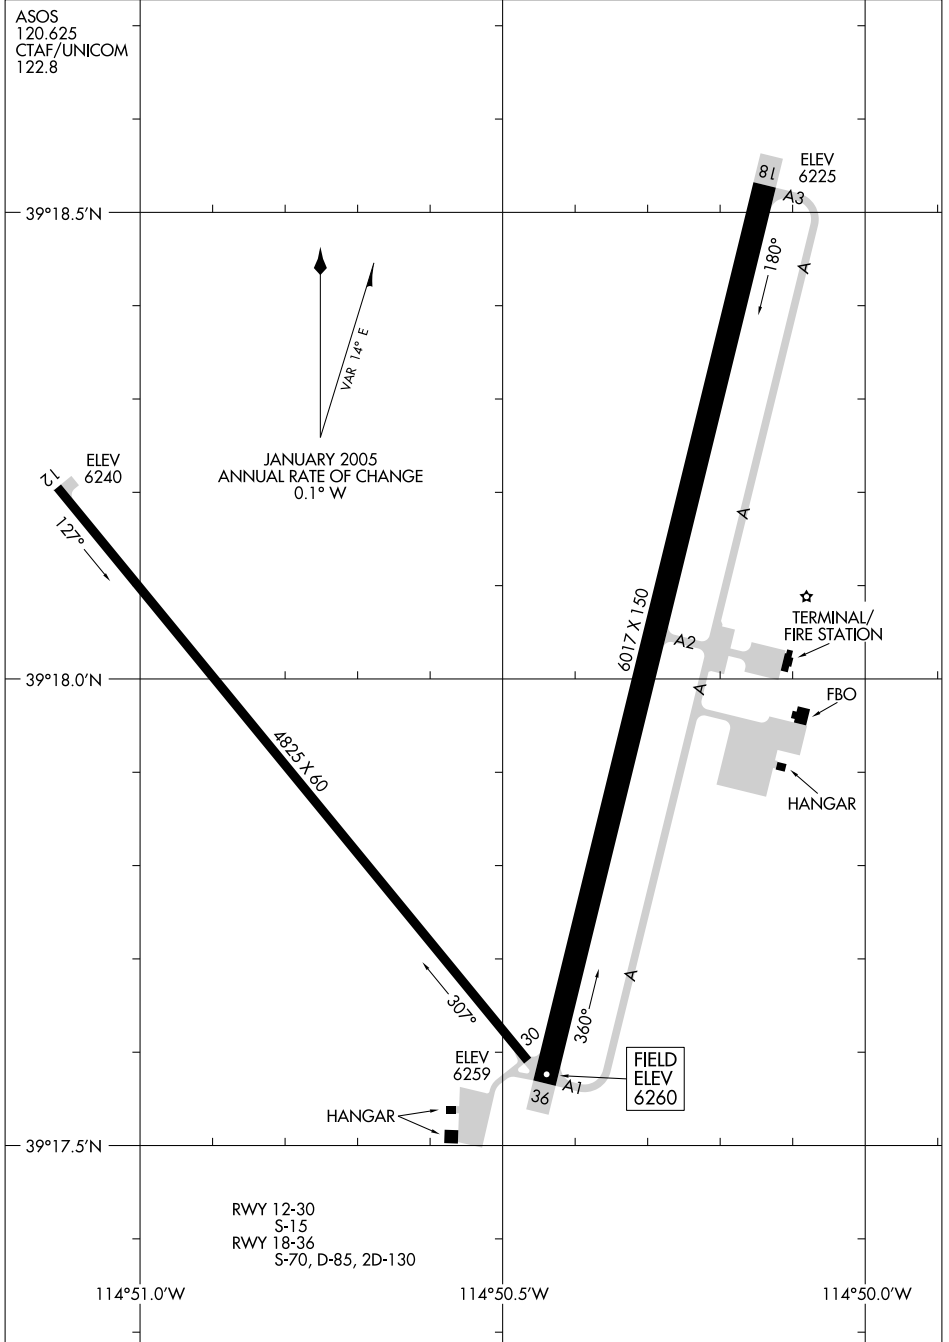 ASOS
120.625
CTAF/UNICOM
122.8
ELEV
6225
18
A3
39°18.5'N
180°
A
VAR 14° E
JANUARY 2005
ANNUAL RATE OF CHANGE
0.1° W
ELEV
6240
12
127°
A
6017 X 150
TERMINAL/
FIRE STATION
A2
39°18.0'N
A
FBO
4825 X 60
HANGAR
A
307°
360°
30
ELEV
6259
FIELD
ELEV
6260
A1
36
HANGAR
39°17.5'N
RWY 12-30
S-15
RWY 18-36
S-70, D-85, 2D-130
114°51.0'W
114°50.5'W
114°50.0'W